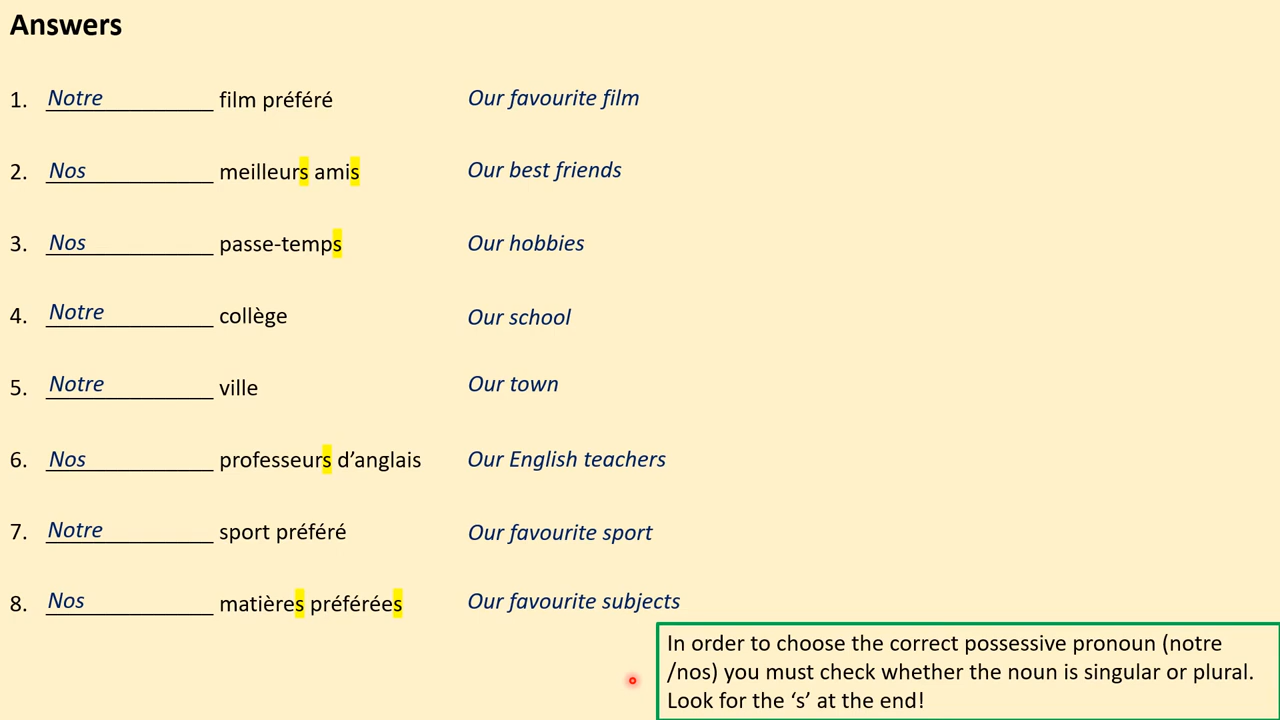 Answers
1. Notre film préféré Our favourite film
2. Nos meilleurs amis Our best friends
3. Nos passe-temps Our hobbies
4. Notre collège Our school
5. Notre ville Our town
6. Nos professeurs d’anglais Our English teachers
7. Notre sport préféré Our favourite sport
8. Nos matières préférées Our favourite subjects
In order to choose the correct possessive pronoun (notre
/nos) you must check whether the noun is singular or plural.
Look for the ‘s’ at the end!